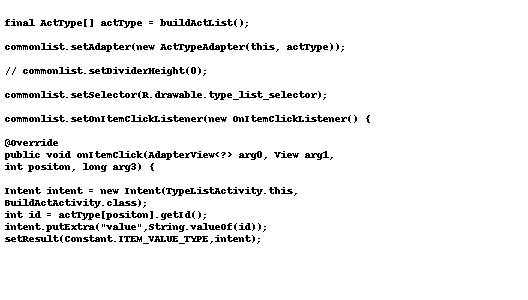 final ActType[] actType = buildActList();
commonlist.setAdapter(new ActTypeAdapter(this, actType));
// commonlist.setDividerHeight(0);
commonlist.setSelector(R.drawable.type_list_selector);
commonlist.setOnItemClickListener(new OnItemClickListener() {
@Override
public void onItemClick(AdapterView<?> arg0, View arg1,
int positon, long arg3) {
Intent intent = new Intent(TypeListActivity.this,
BuildActActivity.class);
int id = actType[positon].getId();
intent.putExtra("value",String.valueOf(id));
setResult(Constant.ITEM_VALUE_TYPE,intent);